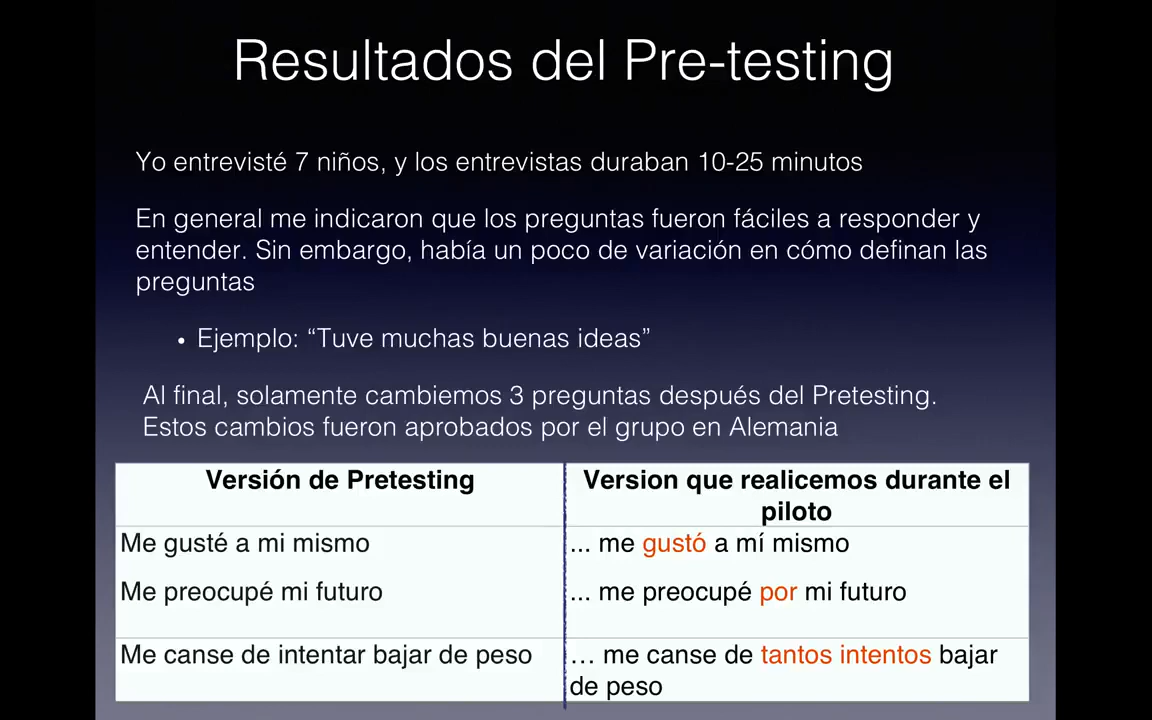 Resultados del Pre-testing
Yo entrevisté 7 niños, y los entrevistas duraban 10-25 minutos
En general me indicaron que los preguntas fueron fáciles a responder y
entender. Sin embargo, había un poco de variación en cómo definan las
preguntas
• Ejemplo: “Tuve muchas buenas ideas”
Al final, solamente cambiemos 3 preguntas después del Pretesting.
Estos cambios fueron aprobados por el grupo en Alemania
Versión de Pretesting
Version que realicemos durante el
piloto
Me gusté a mi mismo
... me gustó a mí mismo
Me preocupé mi futuro
... me preocupé por mi futuro
Me canse de intentar bajar de peso
… me canse de tantos intentos bajar
de peso